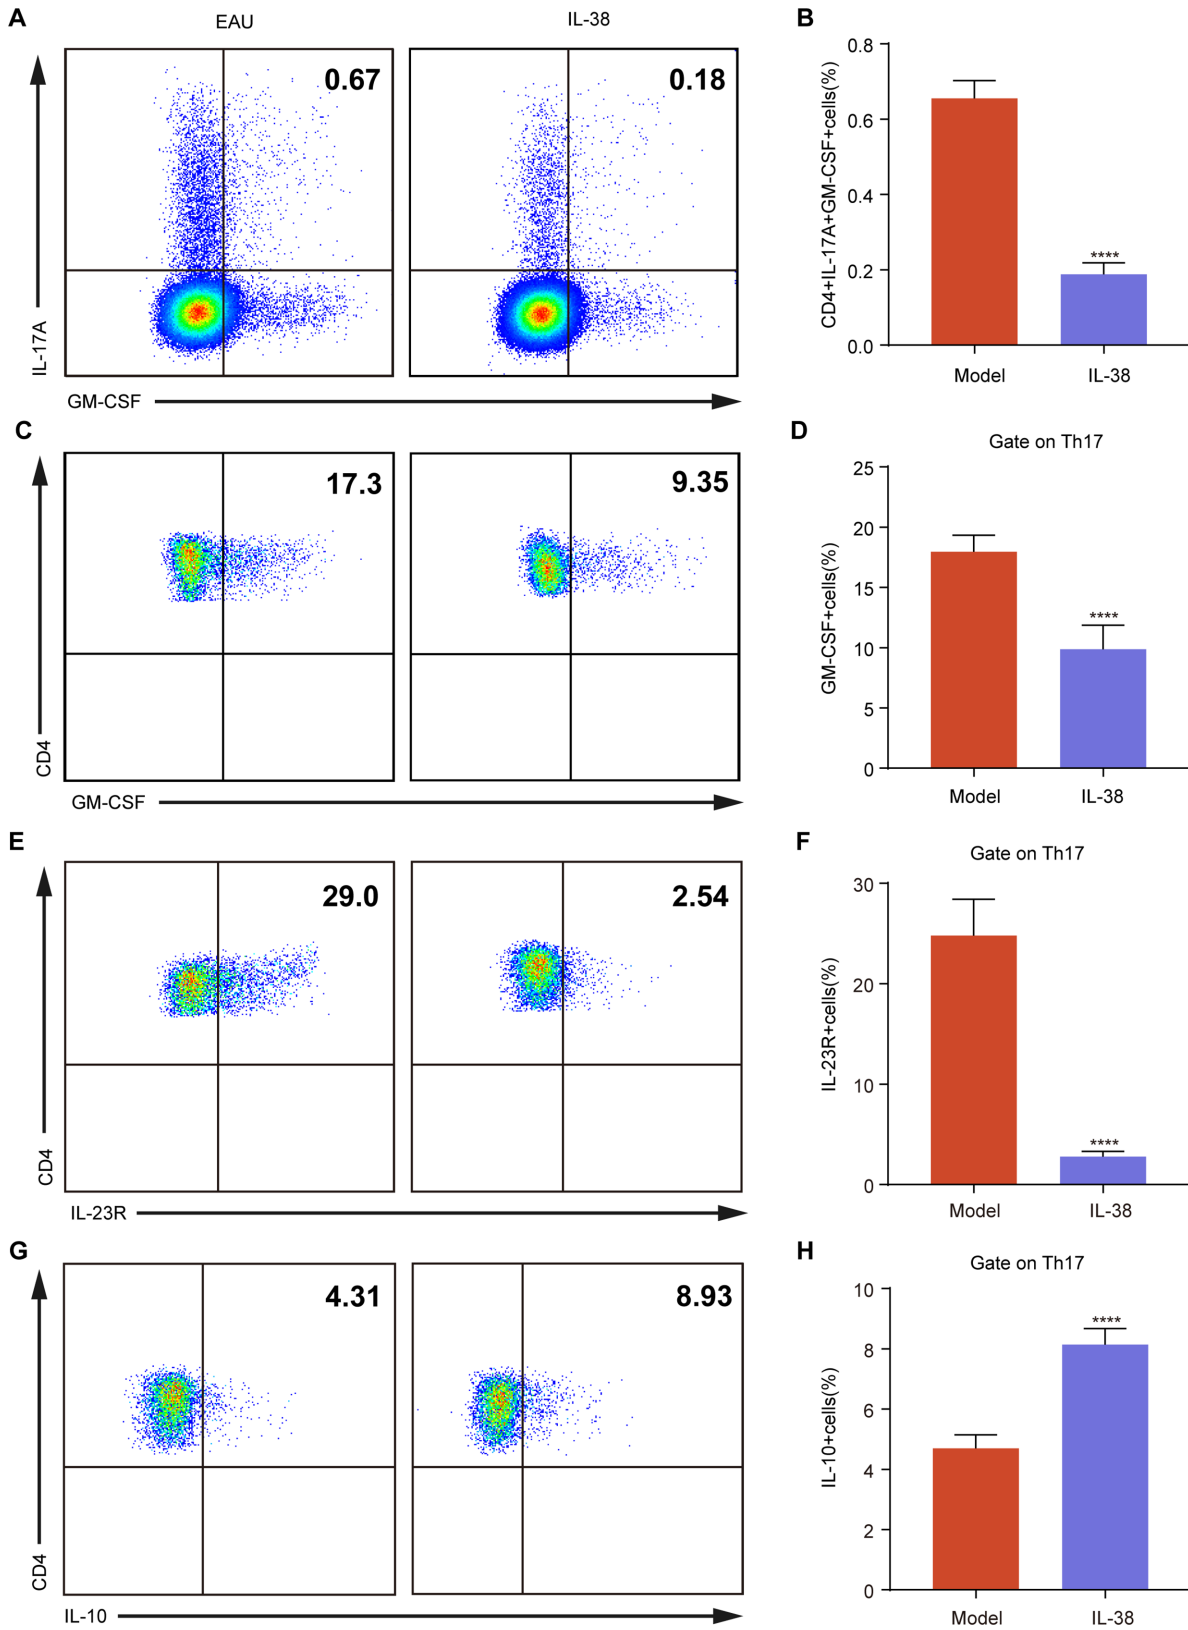 A
EAU
IL-38
0.67
0.18
IL-17A
GM-CSF
B
CD4+IL-17A+GM-CSF+cells(%)
0.8
0.6
0.4
0.2
0.0
****
Model
IL-38
C
17.3
9.35
CD4
GM-CSF
D
Gate on Th17
GM-CSF+cells(%)
25
20
15
10
5
0
****
Model
IL-38
E
29.0
2.54
CD4
IL-23R
F
Gate on Th17
IL-23R+cells(%)
30
20
10
0
****
Model
IL-38
G
4.31
8.93
CD4
IL-10
H
Gate on Th17
IL-10+cells(%)
10
8
6
4
2
0
****
Model
IL-38